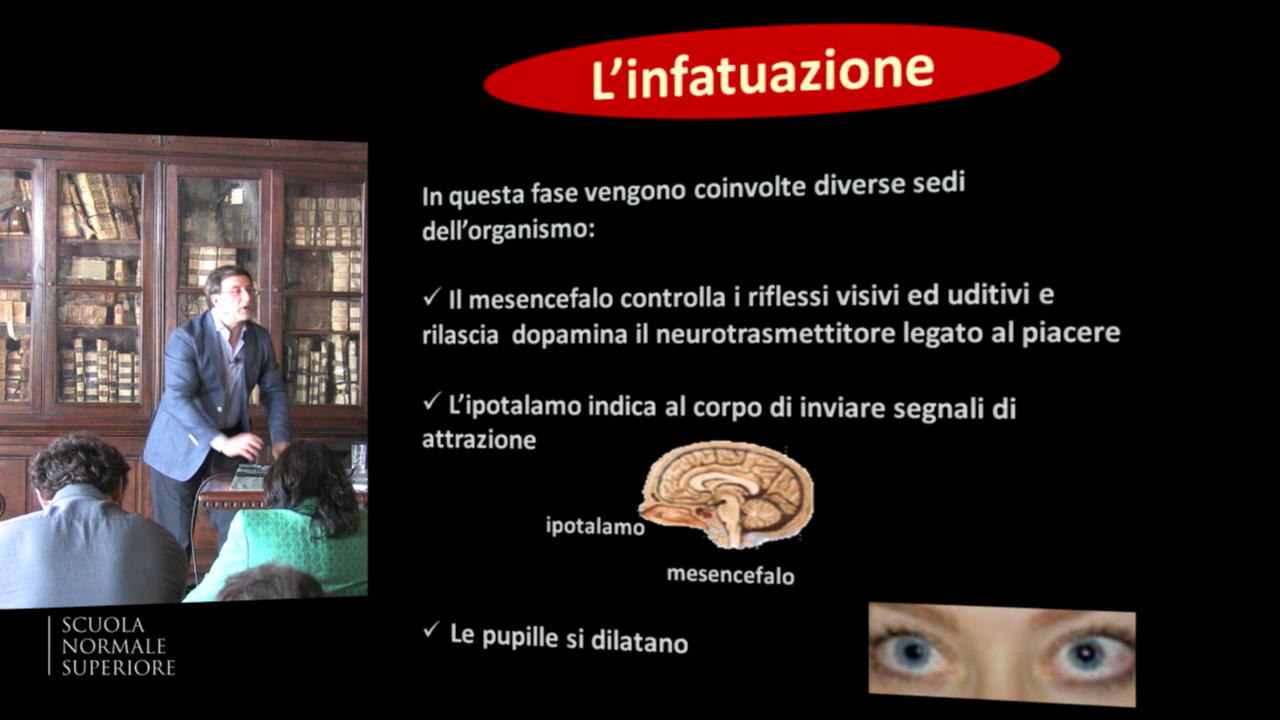 L'infatuazione
In questa fase vengono coinvolte diverse sedi
dell'organismo:
✓ Il mesencefalo controlla i riflessi visivi ed uditivi e
rilascia dopamina il neurotrasmettitore legato al piacere
✓ L'ipotalamo indica al corpo di inviare segnali di
attrazione
ipotalamo
mesencefalo
✓ Le pupille si dilatano
SCUOLA
NORMALE
SUPERIORE